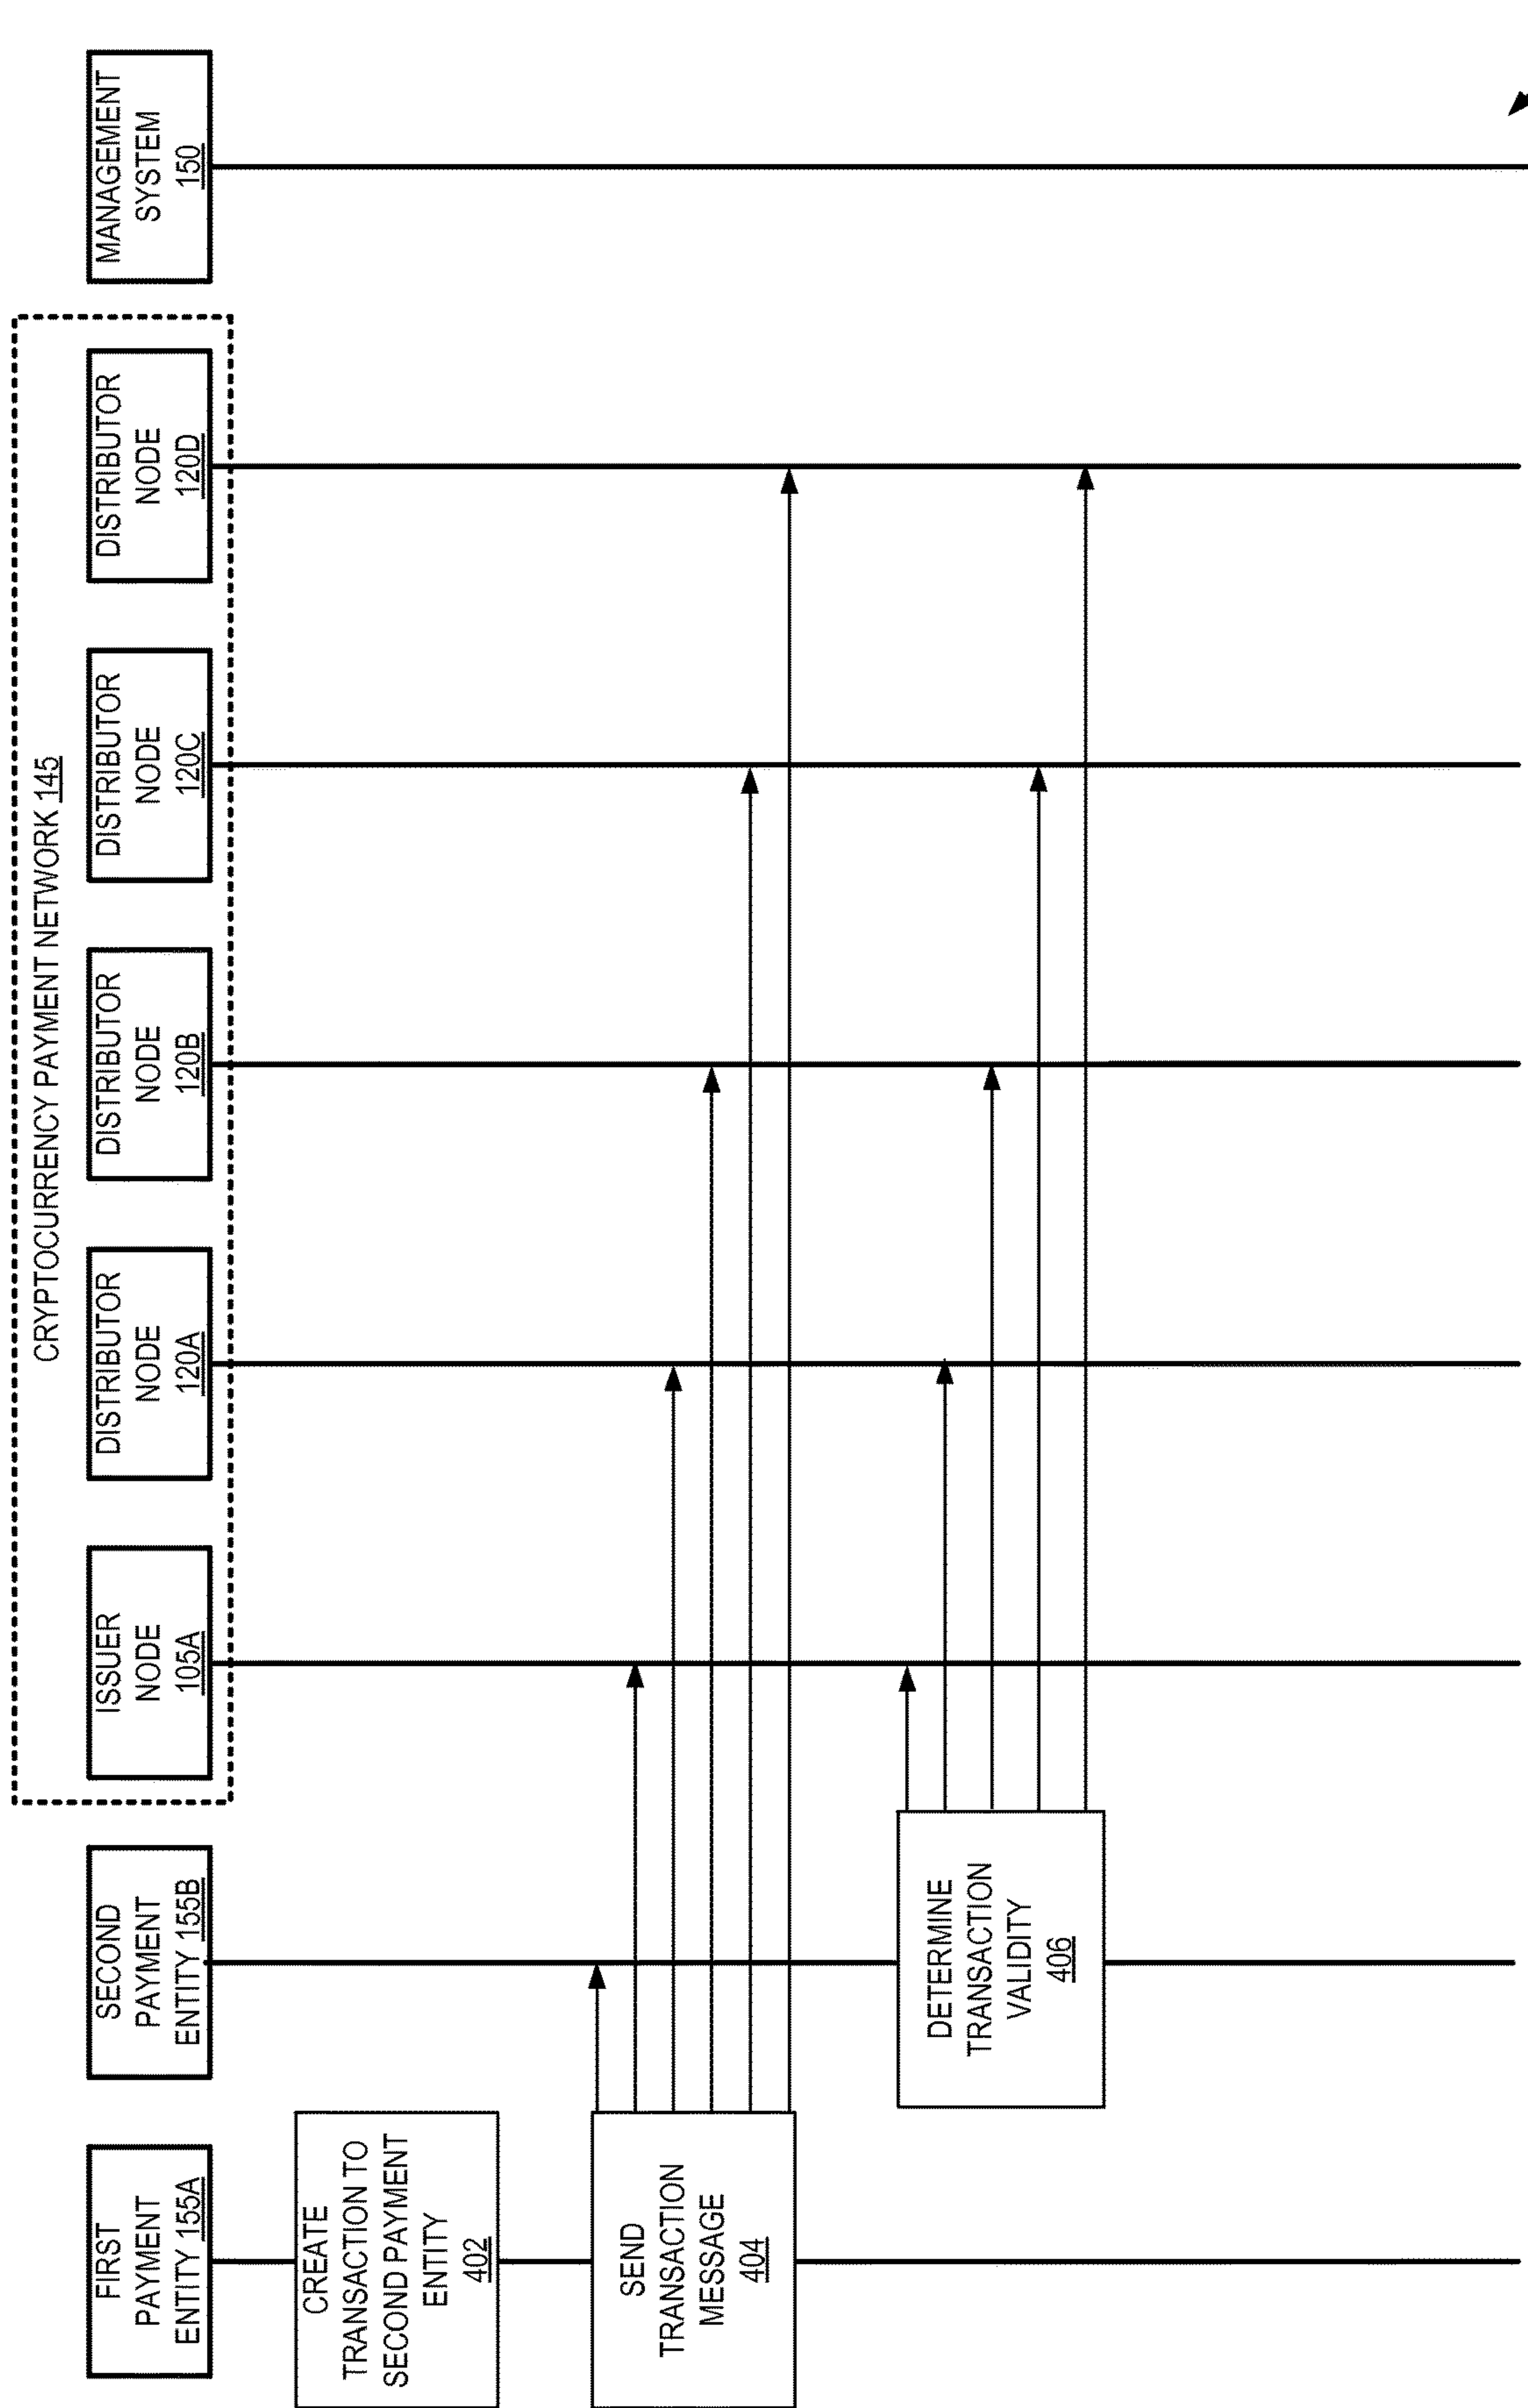 CRYPTOCURRENCY PAYMENT NETWORK 145
FIRST
PAYMENT
ENTITY 155A
SECOND
PAYMENT
ENTITY 155B
ISSUER
NODE
105A
DISTRIBUTOR
NODE
120A
DISTRIBUTOR
NODE
120B
DISTRIBUTOR
NODE
120C
DISTRIBUTOR
NODE
120D
MANAGEMENT
SYSTEM
150
CREATE
TRANSACTION TO
SECOND PAYMENT
ENTITY
402
SEND
TRANSACTION
MESSAGE
404
DETERMINE
TRANSACTION
VALIDITY
406